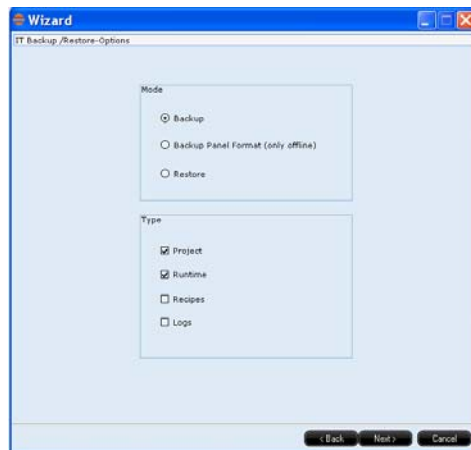 Wizard
IT Backup /Restore-Options
Mode
Backup
Backup Panel Format (only offline)
Restore
Type
Project
Runtime
Recipes
Logs
< Back Next > Cancel